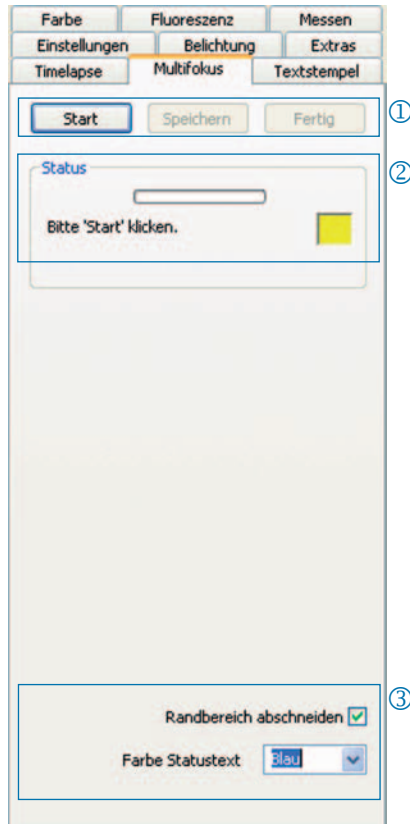 Farbe Fluoreszenz Messen
Einstellungen Belichtung Extras
Timelapse Multifokus Textstempel
Start Speichern Fertig ①
Status ②
Bitte 'Start' klicken.
③
Randbereich abschneiden
Farbe Statustext Blau